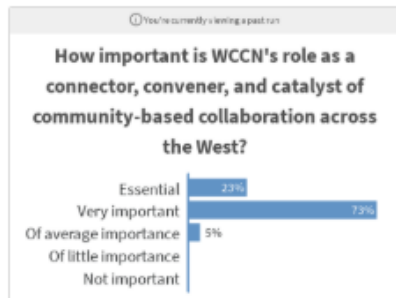 You're currently viewing a past run
How important is WCCN's role as a
connector, convener, and catalyst of
community-based collaboration across
the West?
Essential 23%
Very important 73%
Of average importance 5%
Of little importance
Not important